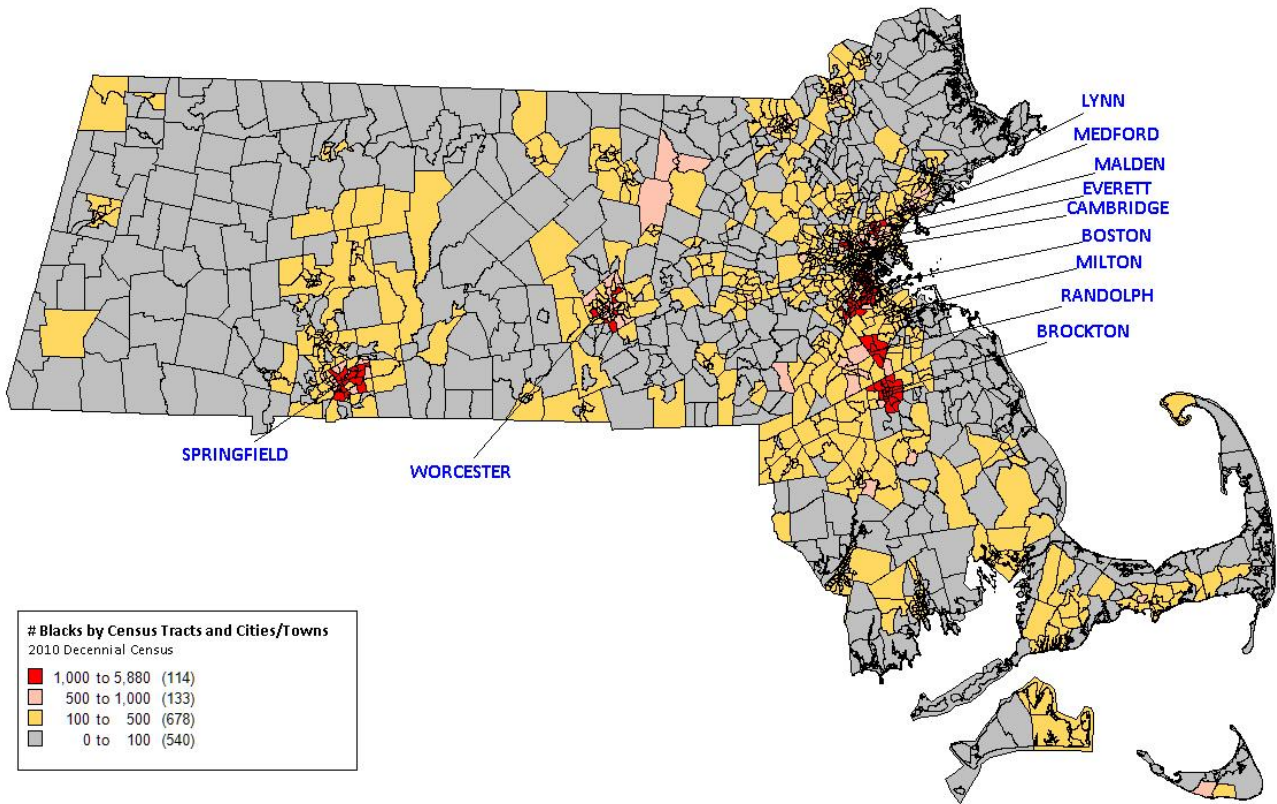 LYNN
MEDFORD
MALDEN
EVERETT
CAMBRIDGE
BOSTON
MILTON
RANDOLPH
BROCKTON
SPRINGFIELD
WORCESTER
# Blacks by Census Tracts and Cities/Towns
2010 Decennial Census
1,000 to 5,880 (114)
500 to 1,000 (133)
100 to 500 (678)
0 to 100 (540)